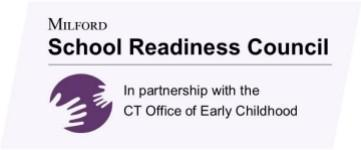 Milford
School Readiness Council
In partnership with the
CT Office of Early Childhood